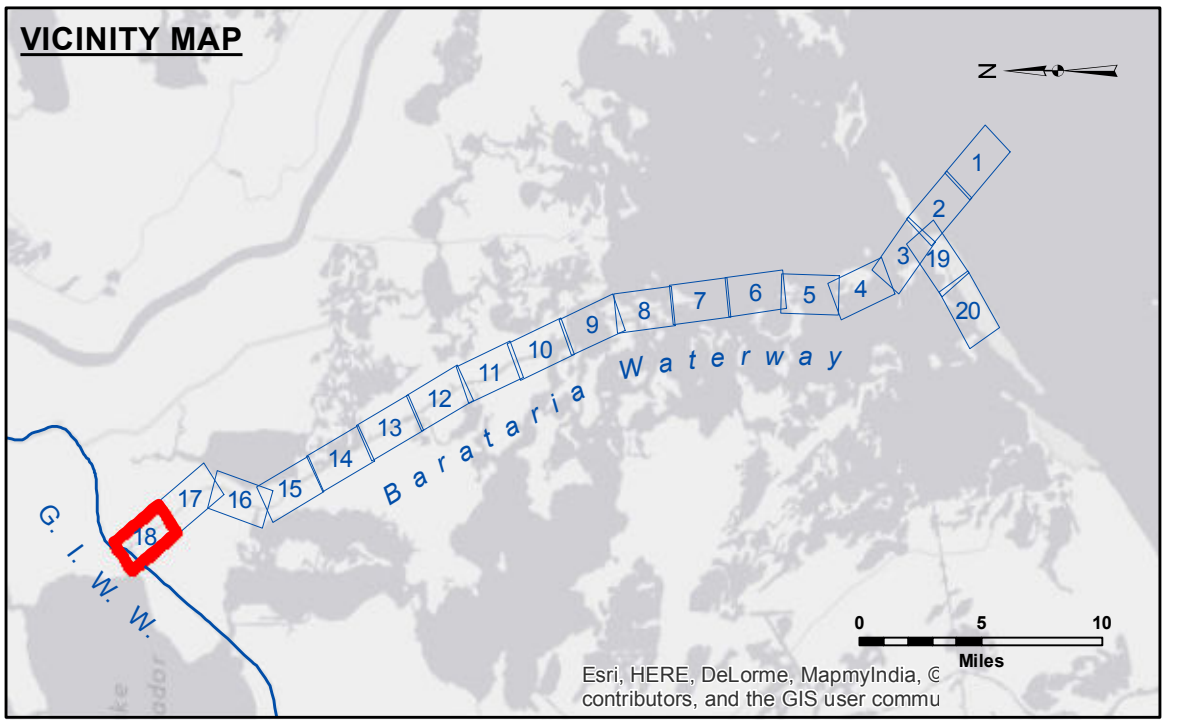 VICINITY MAP
N
1
2
3
19
20
4
5
6
7
8
9
10
11
12
13
14
15
16
17
18
Barataria Waterway
G. I. W. W.
0 5 10
Miles
Esri, HERE, DeLorme, MapmyIndia, ©
contributors, and the GIS user commu
ke
ador